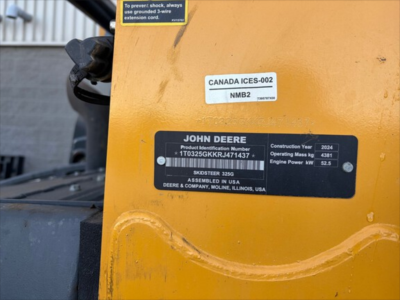 To prevent shock, always
use grounded 3-wire
extension cord.
CANADA ICES-002
NMB2
JOHN DEERE
Product Identification Number
*1T0325GKKRJ471437*
SKIDSTEER 325G
ASSEMBLED IN USA
DEERE & COMPANY, MOLINE, ILLINOIS, USA
Construction Year 2024
Operating Mass kg 4381
Engine Power kW 52.5